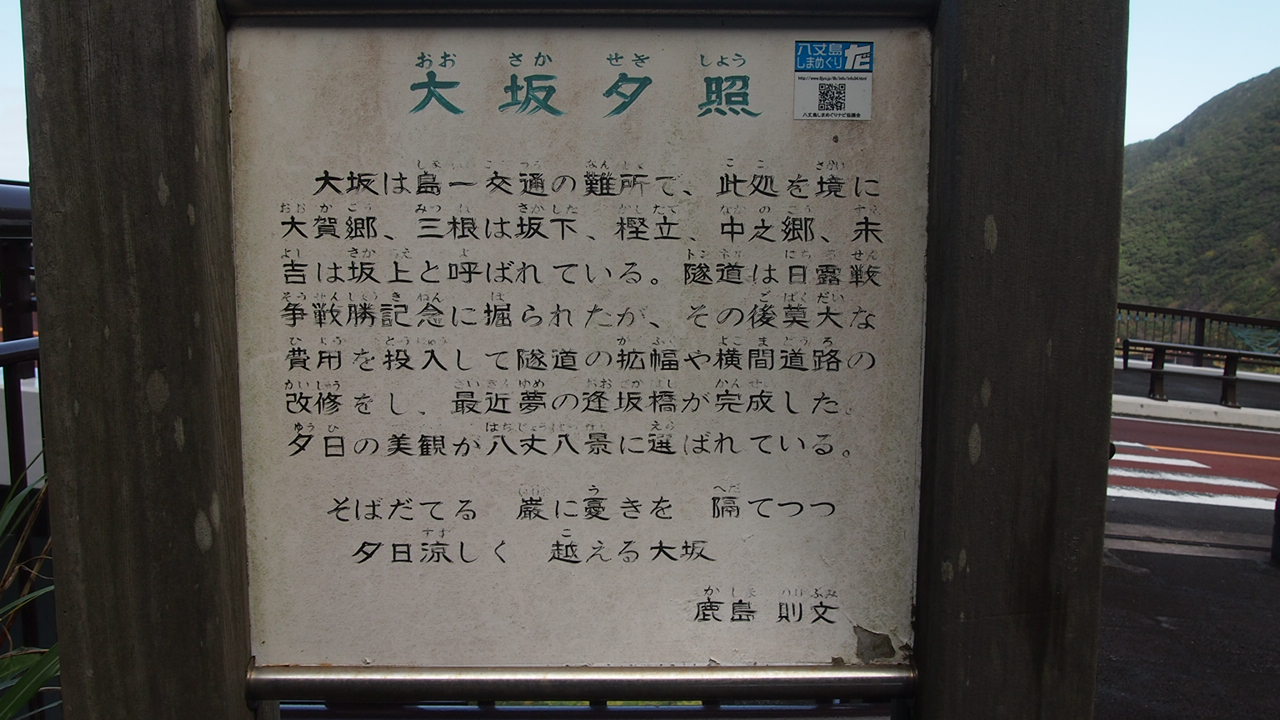 大坂夕照
八丈島
しまめぐり
八丈島しまめぐりナビ協議会
大坂は島一交通の難所で、此処を境に
大賀郷、三根は坂下、樫立、中之郷、末
吉は坂上と呼ばれている。隧道は日露戦
争戦勝記念に掘られたが、その後莫大な
費用を投入して隧道の拡幅や横間道路の
改修をし、最近夢の逢坂橋が完成した。
夕日の美観が八丈八景に選ばれている。
そばだてる 巌に憂きを 隔てつつ
夕日涼しく 越える大坂
鹿島 則文